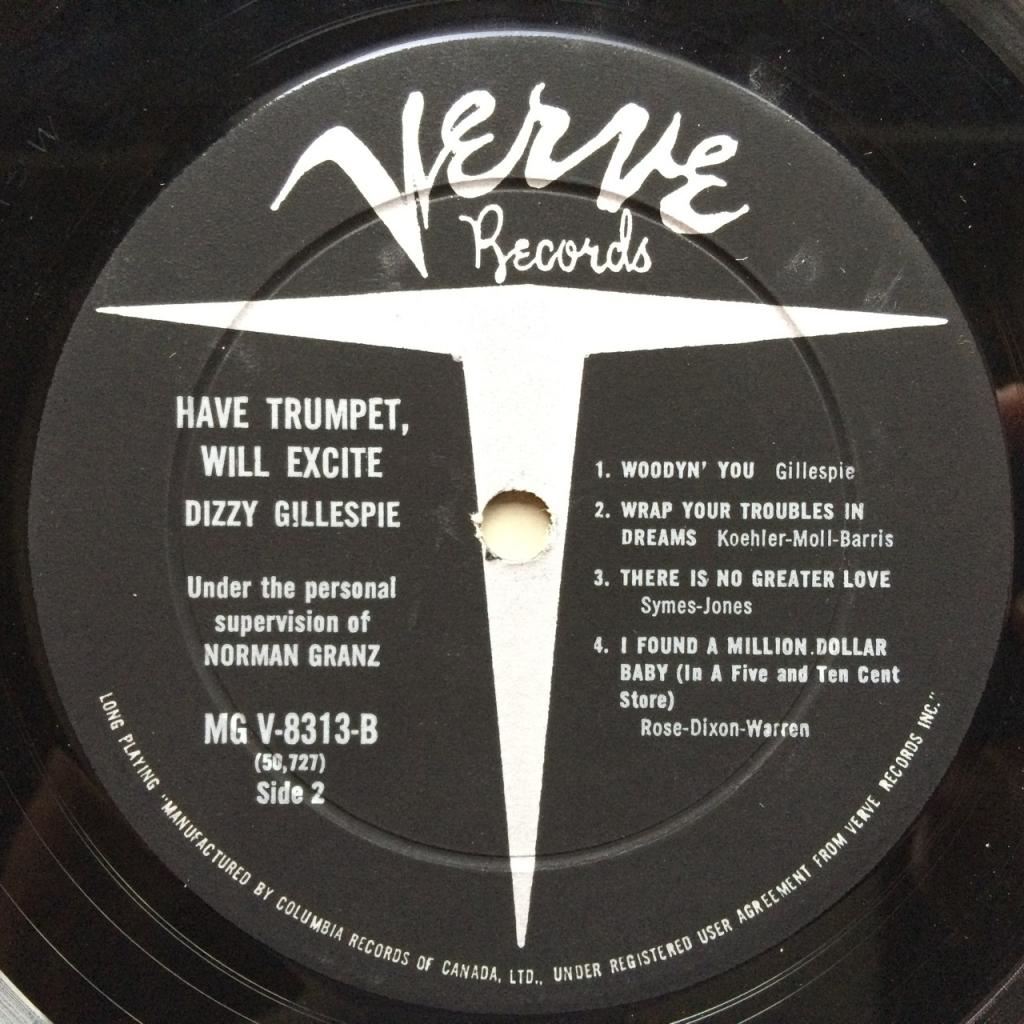 Verve
Records
HAVE TRUMPET,
WILL EXCITE
DIZZY GILLESPIE
Under the personal
supervision of
NORMAN GRANZ
MG V-8313-B
(50,727)
Side 2
1. WOODYN' YOU Gillespie
2. WRAP YOUR TROUBLES IN
DREAMS Koehler-Moll-Barris
3. THERE IS NO GREATER LOVE
Symes-Jones
4. I FOUND A MILLION DOLLAR
BABY (In A Five and Ten Cent
Store)
Rose-Dixon-Warren
LONG PLAYING "MANUFACTURED BY COLUMBIA RECORDS OF CANADA, LTD., UNDER REGISTERED USER AGREEMENT FROM VERVE RECORDS INC."